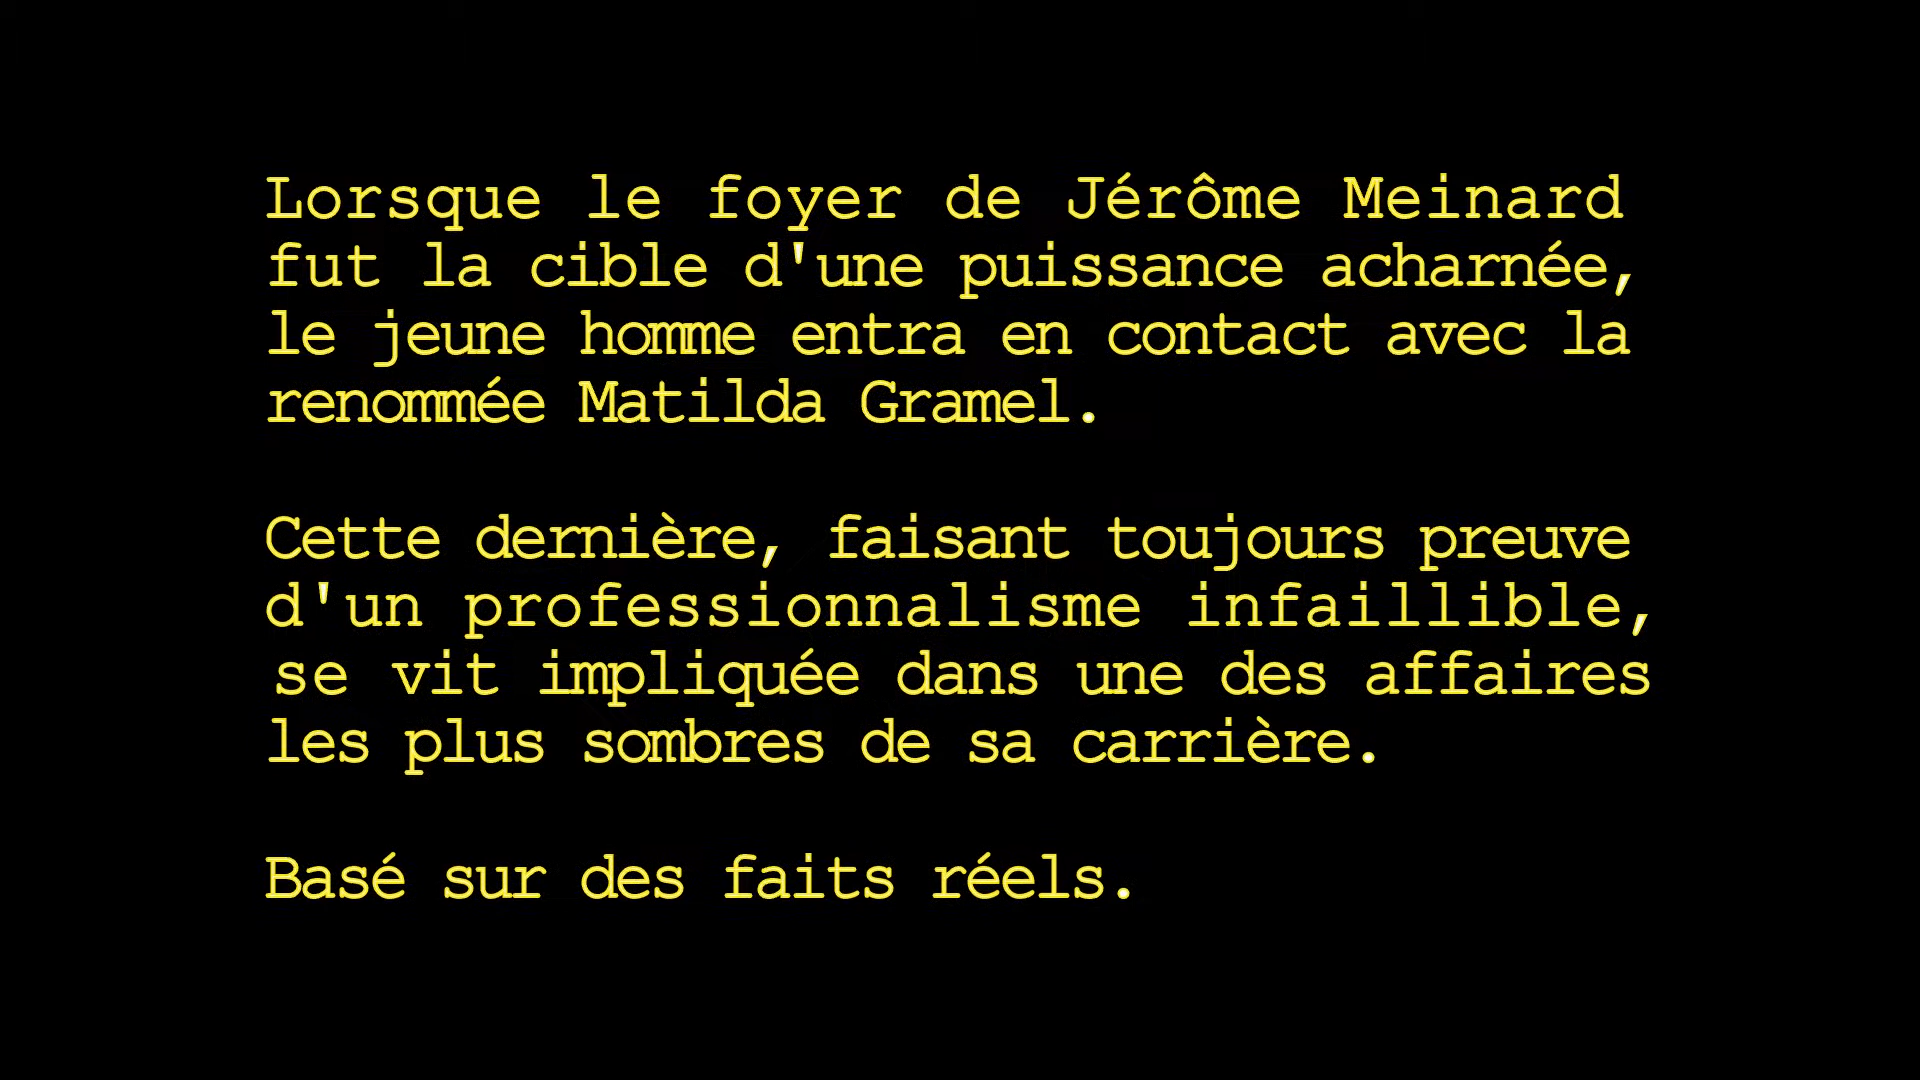 Lorsque le foyer de Jérôme Meinard
fut la cible d'une puissance acharnée,
le jeune homme entra en contact avec la
renommée Matilda Gramel.
Cette dernière, faisant toujours preuve
d'un professionnalisme infaillible,
se vit impliquée dans une des affaires
les plus sombres de sa carrière.
Basé sur des faits réels.